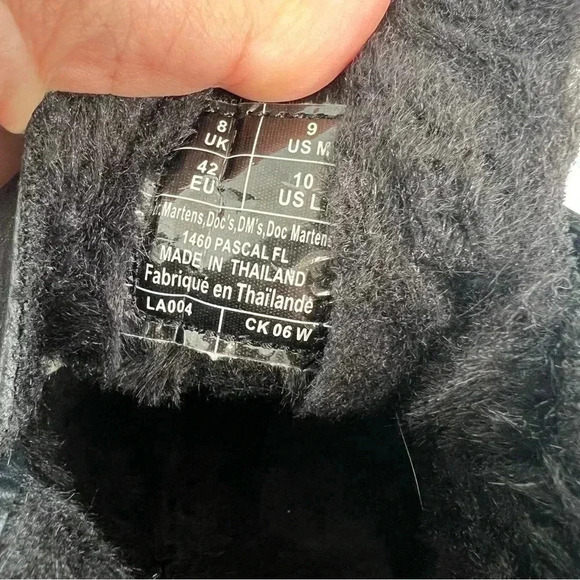 8 UK 9 US M
42 EU 10 US L
r.Martens,Doc's,DM's,Doc Martens
1460 PASCAL FL
MADE IN THAILAND
Fabriqué en Thaïlande
LA004 CK 06 W